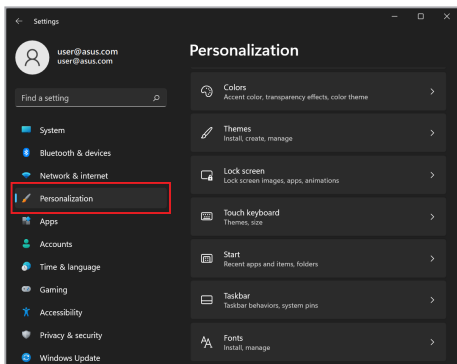 Settings
user@asus.com
user@asus.com
Find a setting
System
Bluetooth & devices
Network & internet
Personalization
Apps
Accounts
Time & language
Gaming
Accessibility
Privacy & security
Windows Update
Personalization
Colors
Accent color, transparency effects, color theme
Themes
Install, create, manage
Lock screen
Lock screen images, apps, animations
Touch keyboard
Themes, size
Start
Recent apps and items, folders
Taskbar
Taskbar behaviors, system pins
Fonts
Install, manage